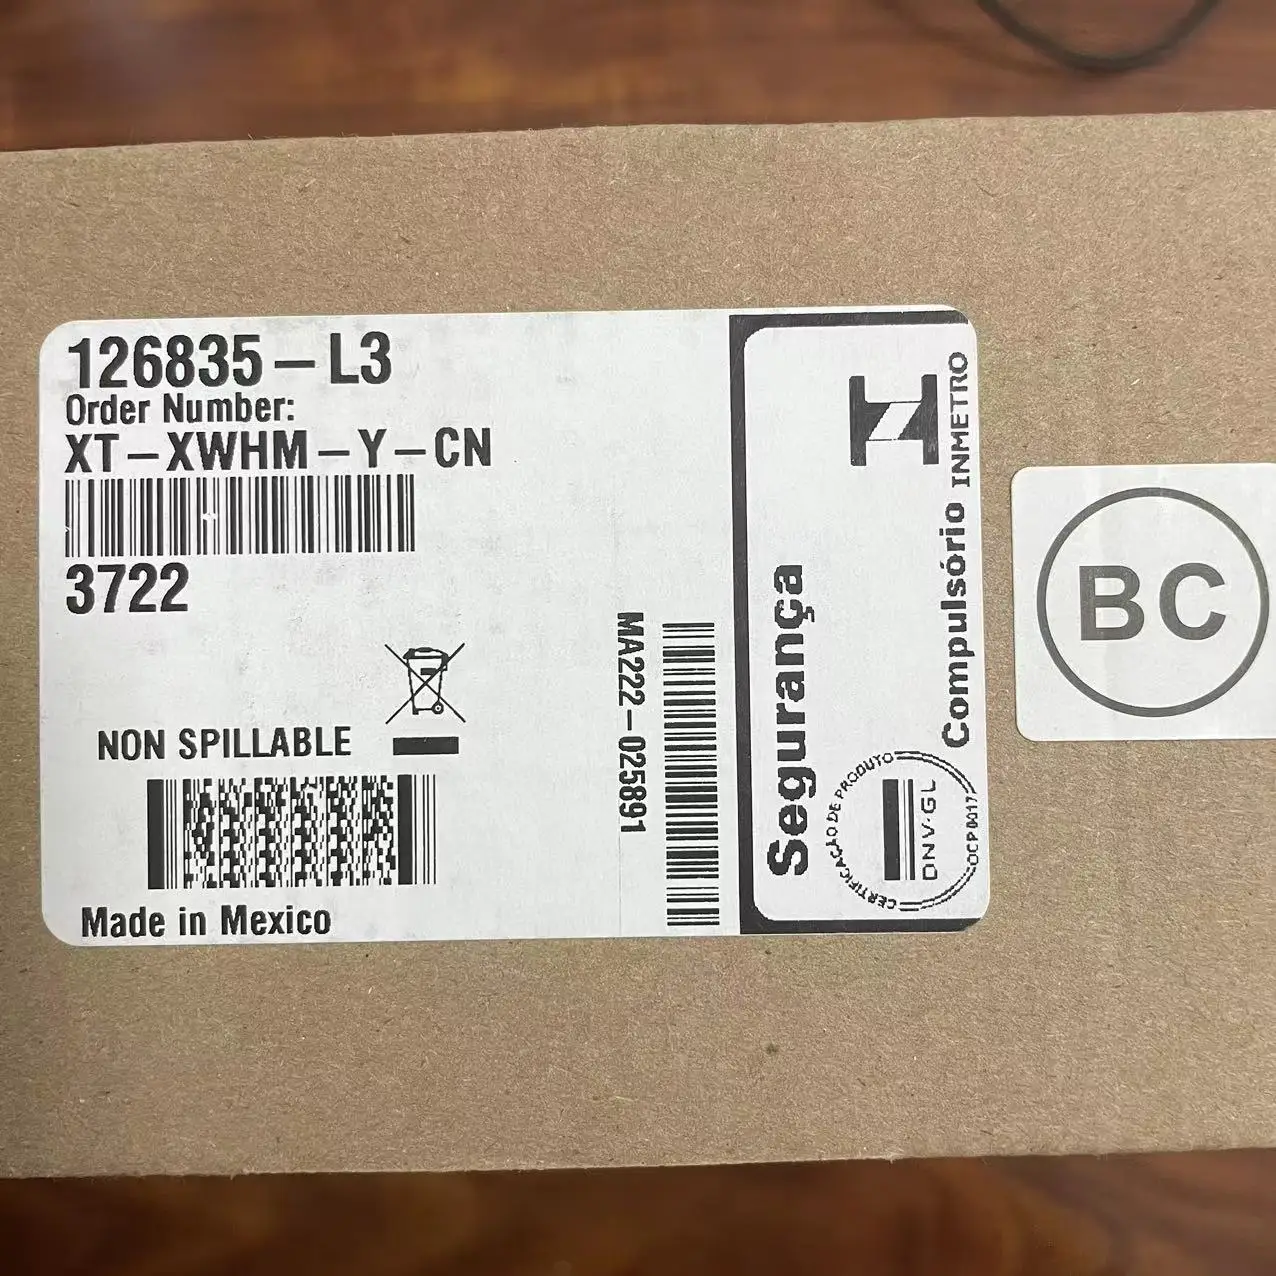 126835-L3
Order Number:
XT-XWHM-Y-CN
3722
NON SPILLABLE
Made in Mexico
MA222-025891
Segurança
CERTIFICAÇÃO DE PRODUTO
DNV·GL
OCP 0017
Compulsório
INMETRO
BC